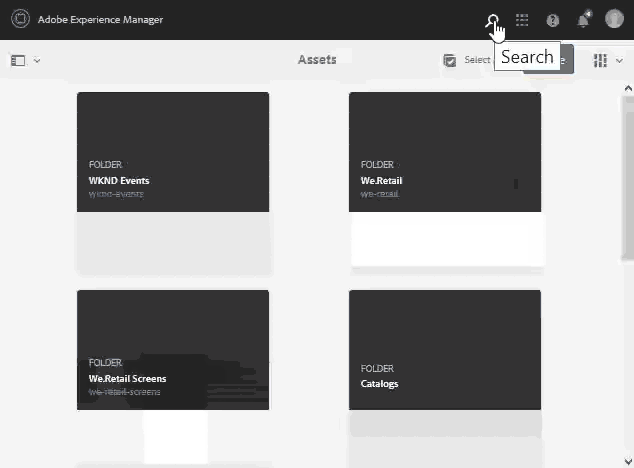 Adobe Experience Manager
4
Assets
Select
Search
FOLDER
WKND Events
wknd-events
FOLDER
We.Retail
we-retail
FOLDER
We.Retail Screens
we-retail-screens
FOLDER
Catalogs